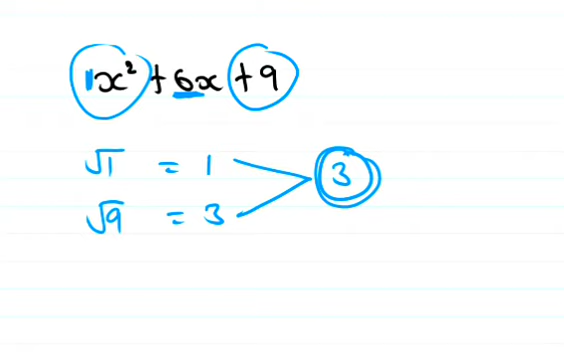 1x² + 6x + 9
√1 = 1
3
√9 = 3